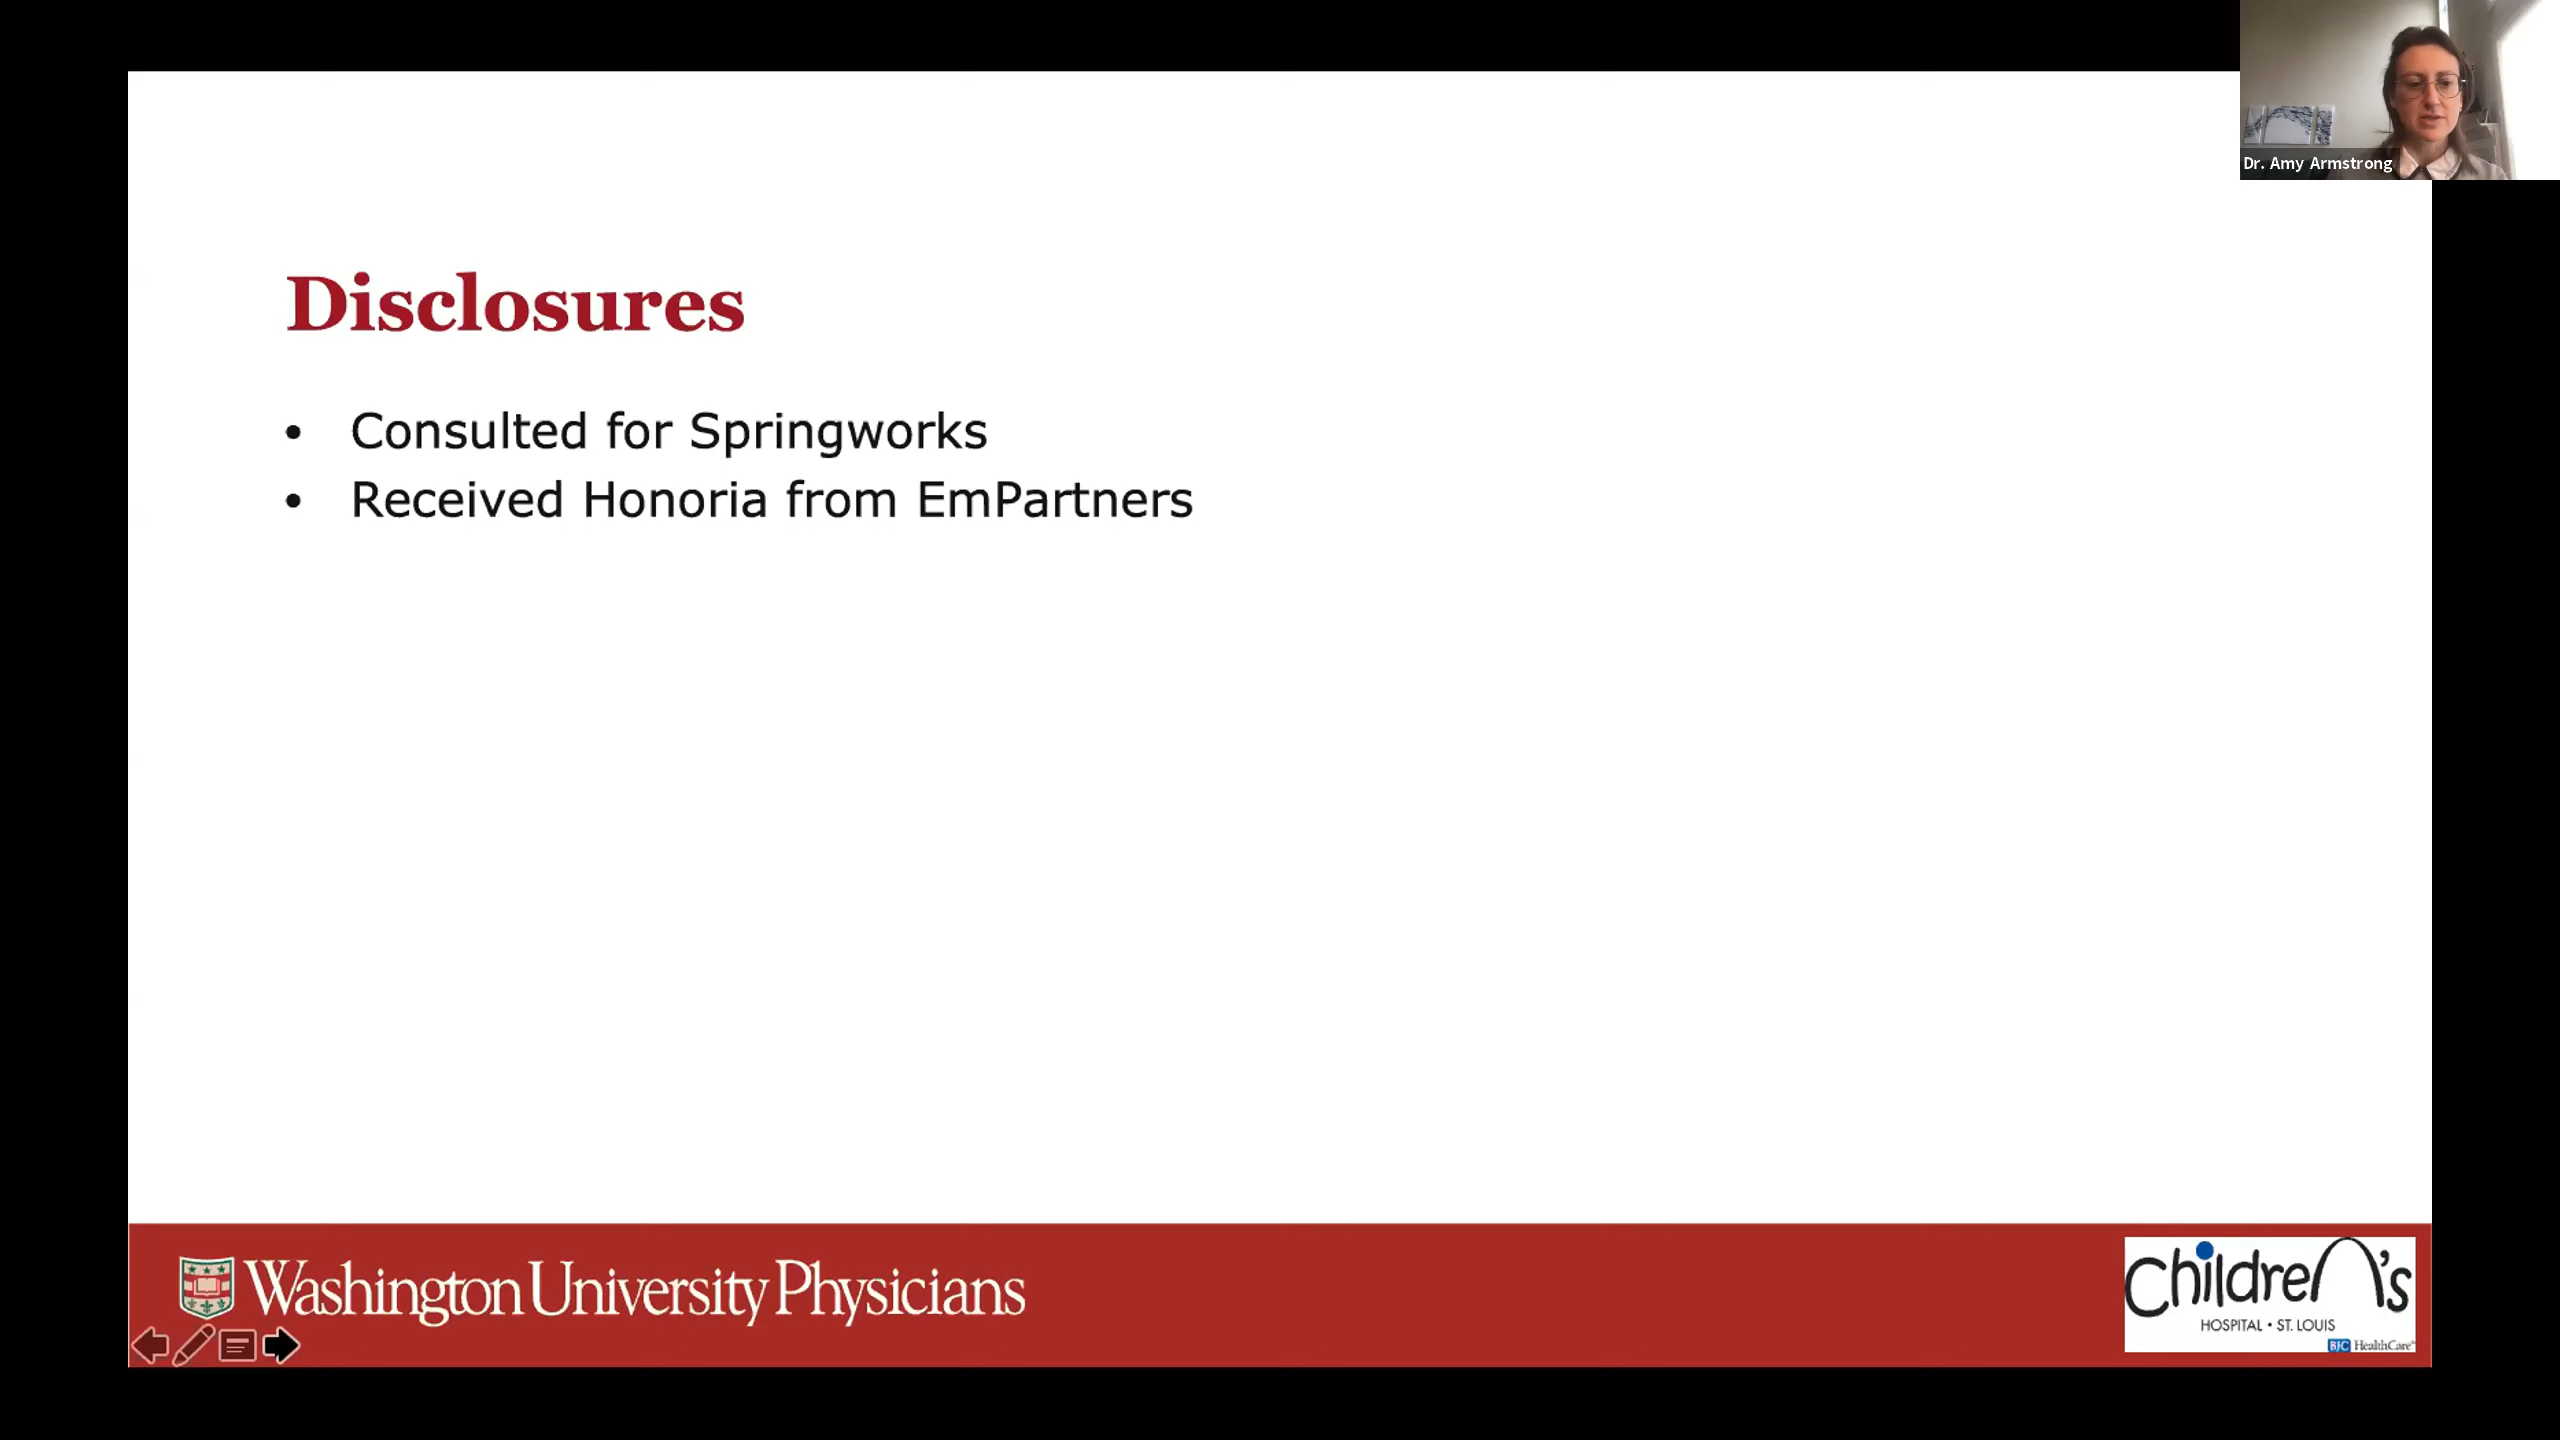 Dr. Amy Armstrong
Disclosures
• Consulted for Springworks
• Received Honoria from EmPartners
Washington University Physicians
Children's
HOSPITAL • ST. LOUIS
BJC HealthCare